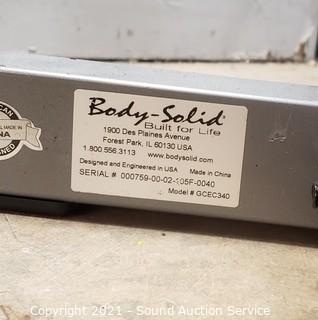 Body-Solid®
Built for Life
1900 Des Plaines Avenue
Forest Park, IL 60130 USA
1.800.556.3113 www.bodysolid.com
Designed and Engineered in USA Made in China
SERIAL # 000759-00-02-105F-0040
Model # GCEC340
MADE IN
Copyright 2021 - Sound Auction Service